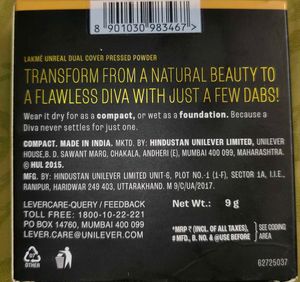 8901030983467>
LAKMÉ UNREAL DUAL COVER PRESSED POWDER
TRANSFORM FROM A NATURAL BEAUTY TO
A FLAWLESS DIVA WITH JUST A FEW DABS!
Wear it dry for as a compact, or wet as a foundation. Because a
Diva never settles for just one.
COMPACT. MADE IN INDIA. MKTD. BY: HINDUSTAN UNILEVER LIMITED, UNILEVER
HOUSE, B. D. SAWANT MARG, CHAKALA, ANDHERI (E), MUMBAI 400 099, MAHARASHTRA.
© HUL 2015.
MFD. BY: HINDUSTAN UNILEVER LIMITED UNIT-6, PLOT NO.-1 (1-F), SECTOR 1A, I.I.E.,
RANIPUR, HARIDWAR 249 403, UTTARAKHAND. M 9/C/UA/2017.
LEVERCARE-QUERY / FEEDBACK
TOLL FREE: 1800-10-22-221
PO BOX 14760, MUMBAI 400 099
LEVER.CARE@UNILEVER.COM
Net Wt.: 9 g
*MRP ₹ (INCL. OF ALL TAXES),
# MFD., B. NO. & @USE BEFORE
SEE CODING
AREA
07
OTHER
62725037